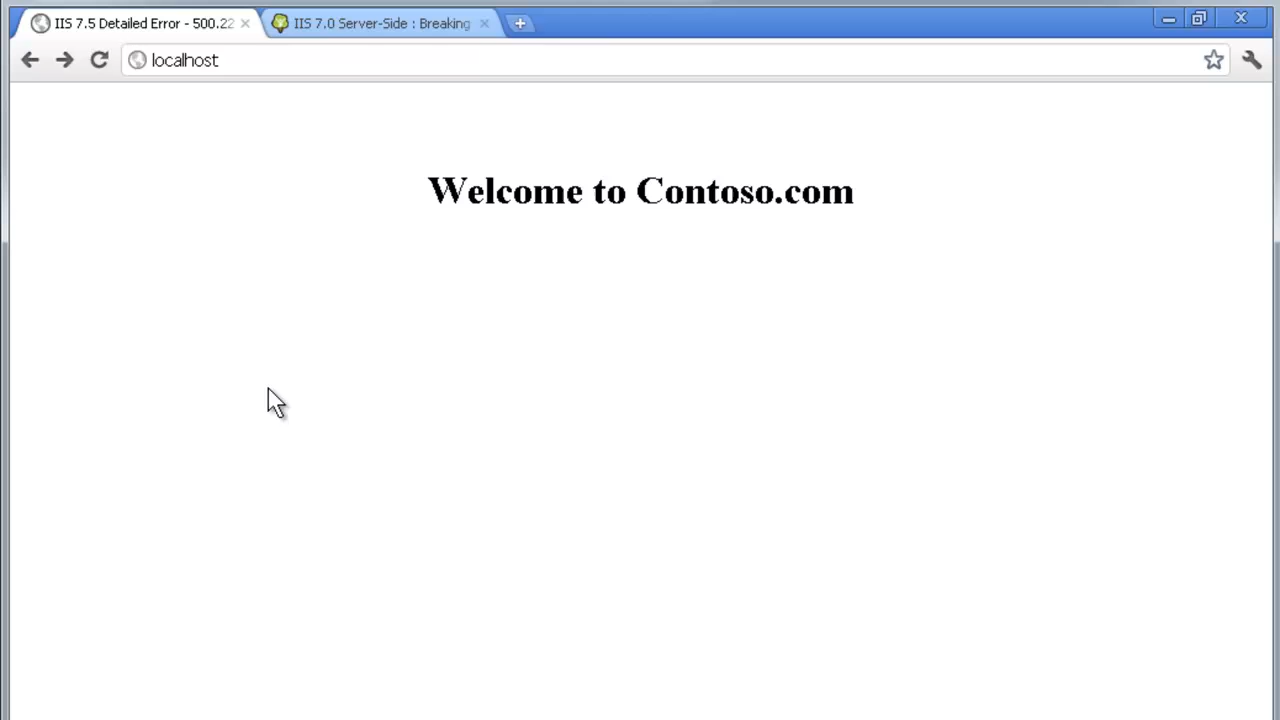 IIS 7.5 Detailed Error - 500.22
IIS 7.0 Server-Side : Breaking
localhost
Welcome to Contoso.com